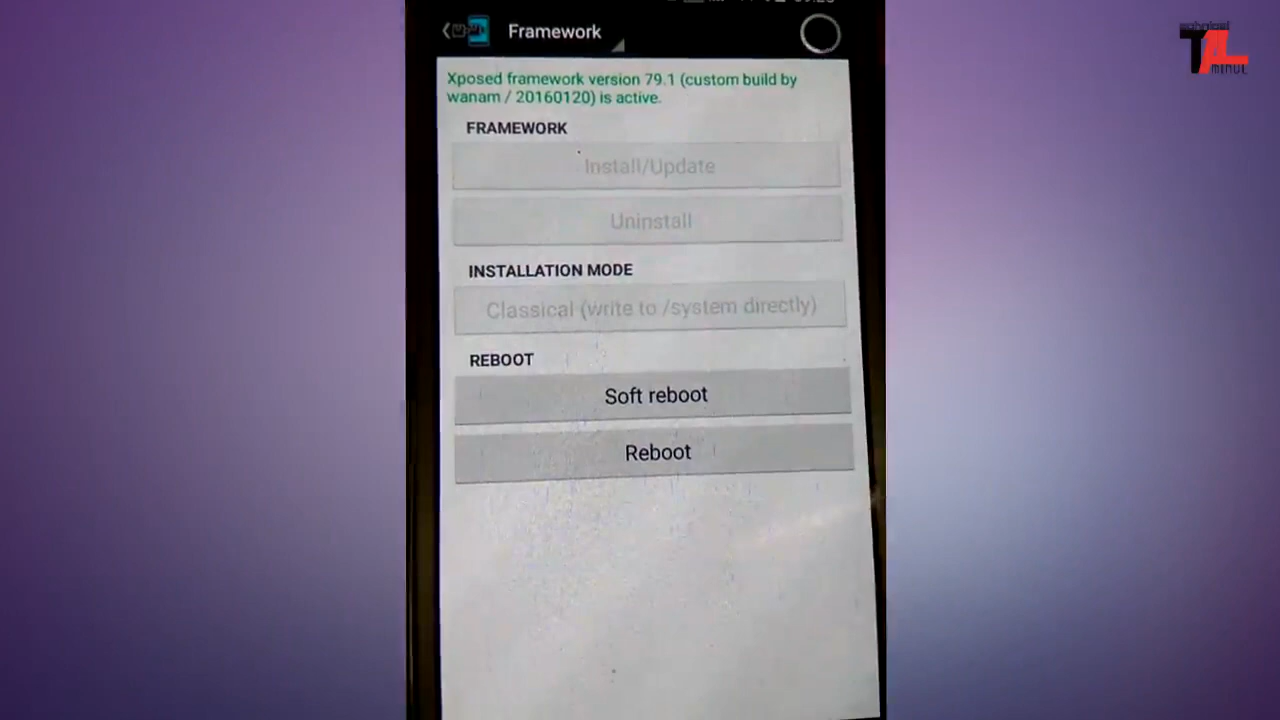 Framework
Xposed framework version 79.1 (custom build by
wanam / 20160120) is active.
FRAMEWORK
Install/Update
Uninstall
INSTALLATION MODE
Classical (write to /system directly)
REBOOT
Soft reboot
Reboot